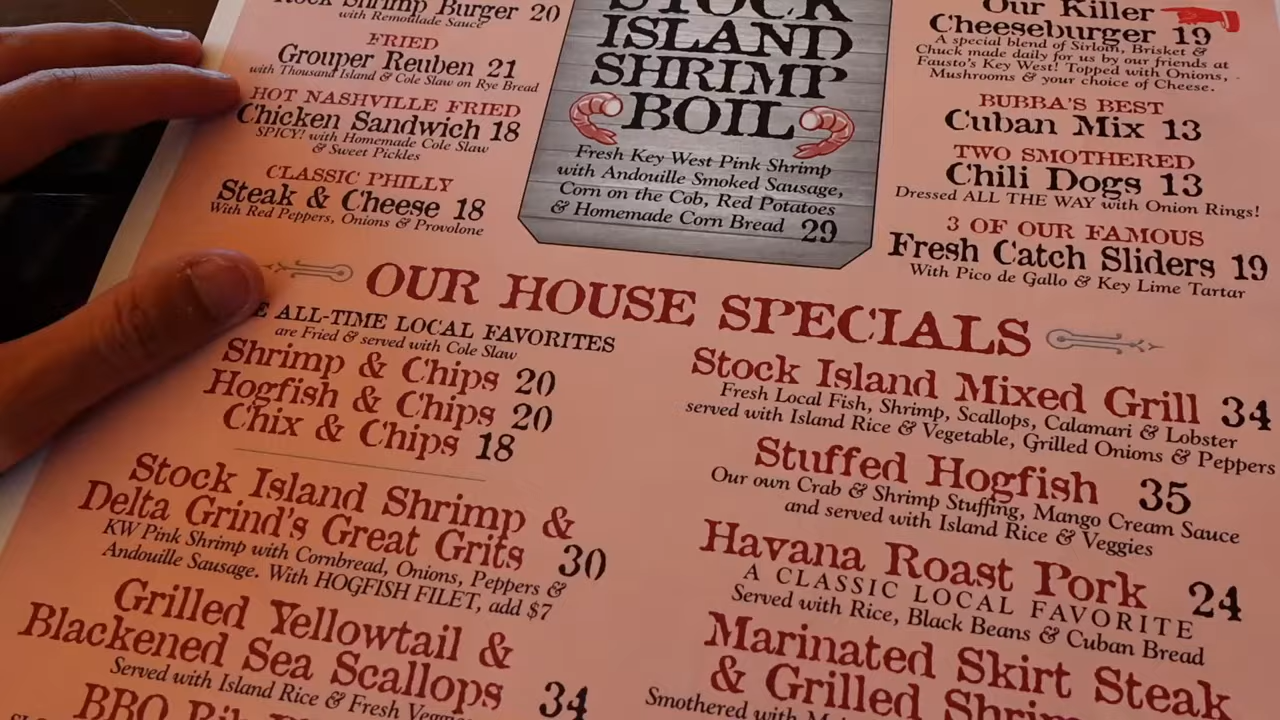 Rock Shrimp Burger 20
with Remoulade Sauce
FRIED
Grouper Reuben 21
with Thousand Island & Cole Slaw on Rye Bread
HOT NASHVILLE FRIED
Chicken Sandwich 18
SPICY! with Homemade Cole Slaw
& Sweet Pickles
CLASSIC PHILLY
Steak & Cheese 18
With Red Peppers, Onions & Provolone
STOCK
ISLAND
SHRIMP
BOIL
Fresh Key West Pink Shrimp
with Andouille Smoked Sausage,
Corn on the Cob, Red Potatoes
& Homemade Corn Bread 29
Our Killer
Cheeseburger 19
A special blend of Sirloin, Brisket &
Chuck made daily for us by our friends at
Fausto's Key West! Topped with Onions,
Mushrooms & your choice of Cheese.
BUBBA'S BEST
Cuban Mix 13
TWO SMOTHERED
Chili Dogs 13
Dressed ALL THE WAY with Onion Rings!
3 OF OUR FAMOUS
Fresh Catch Sliders 19
With Pico de Gallo & Key Lime Tartar
OUR HOUSE SPECIALS
E ALL-TIME LOCAL FAVORITES
are Fried & served with Cole Slaw
Shrimp & Chips 20
Hogfish & Chips 20
Chix & Chips 18
Stock Island Shrimp &
Delta Grind's Great Grits 30
KW Pink Shrimp with Cornbread, Onions, Peppers &
Andouille Sausage. With HOGFISH FILET, add $7
Grilled Yellowtail &
Blackened Sea Scallops 34
Served with Island Rice & Fresh
BBQ
Stock Island Mixed Grill 34
Fresh Local Fish, Shrimp, Scallops, Calamari & Lobster
served with Island Rice & Vegetable, Grilled Onions & Peppers
Stuffed Hogfish 35
Our own Crab & Shrimp Stuffing, Mango Cream Sauce
and served with Island Rice & Veggies
Havana Roast Pork 24
A CLASSIC LOCAL FAVORITE
Served with Rice, Black Beans & Cuban Bread
Marinated Skirt Steak
& Grilled
Smothered with